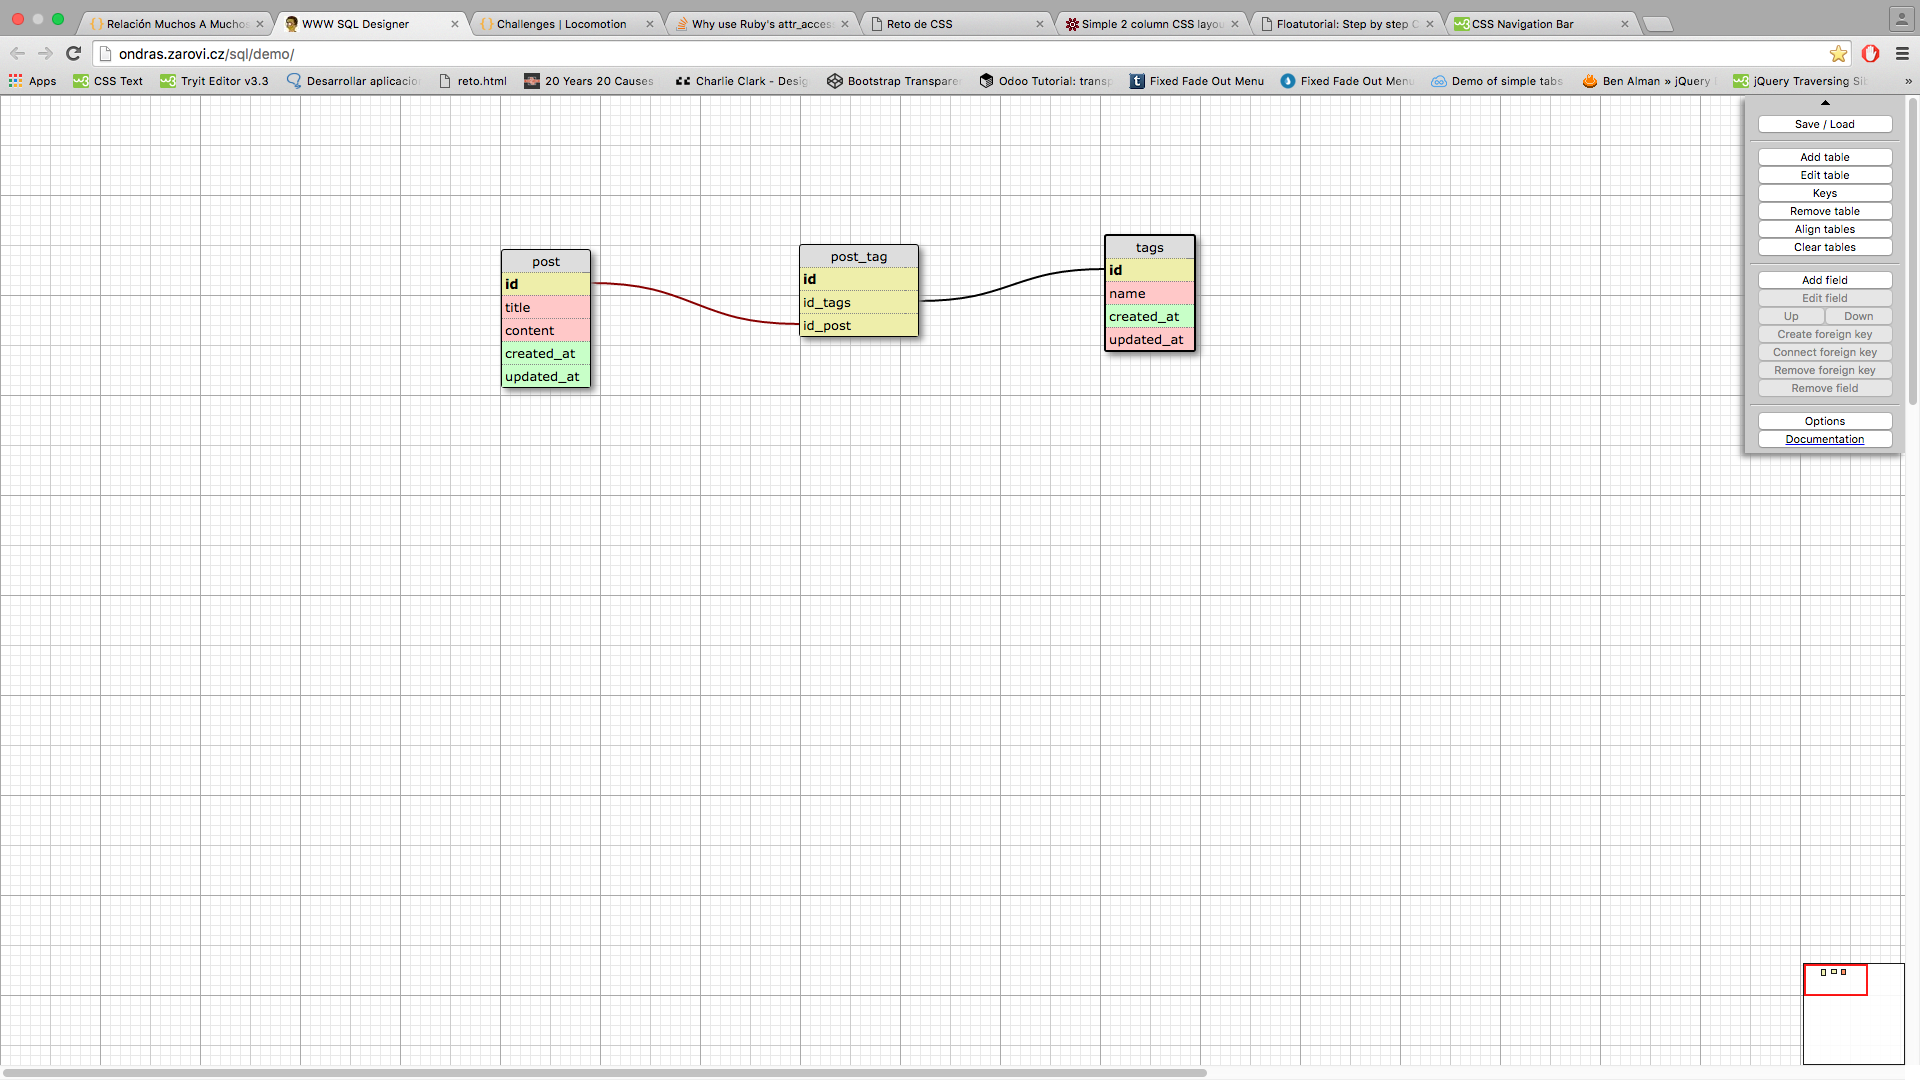 Relación Muchos A Muchos
WWW SQL Designer
Challenges | Locomotion
Why use Ruby's attr_acces
Reto de CSS
Simple 2 column CSS layou
Floatutorial: Step by step C
CSS Navigation Bar
ondras.zarovi.cz/sql/demo/
Apps
CSS Text
Tryit Editor v3.3
Desarrollar aplicacio
reto.html
20 Years 20 Causes
Charlie Clark - Desig
Bootstrap Transpare
Odoo Tutorial: transp
Fixed Fade Out Menu
Fixed Fade Out Menu
Demo of simple tabs
Ben Alman » jQuery
jQuery Traversing Sib
»
Save / Load
Add table
Edit table
Keys
Remove table
Align tables
Clear tables
Add field
Edit field
Up
Down
Create foreign key
Connect foreign key
Remove foreign key
Remove field
Options
Documentation
post
id
title
content
created_at
updated_at
post_tag
id
id_tags
id_post
tags
id
name
created_at
updated_at